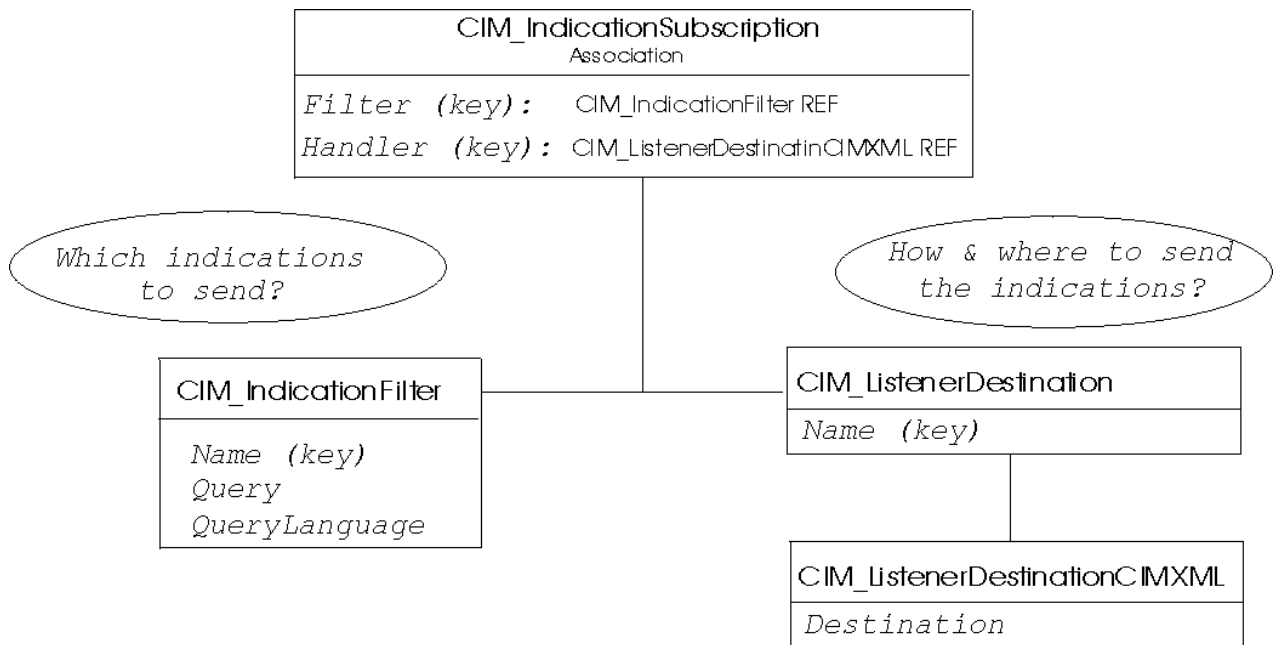 CIM_IndicationSubscription
Association
Filter (key): CIM_IndicationFilter REF
Handler (key): CIM_ListenerDestinatinCIMXML REF
Which indications
to send?
How & where to send
the indications?
CIM_IndicationFilter
Name (key)
Query
QueryLanguage
CIM_ListenerDestination
Name (key)
CIM_ListenerDestinationCIMXML
Destination